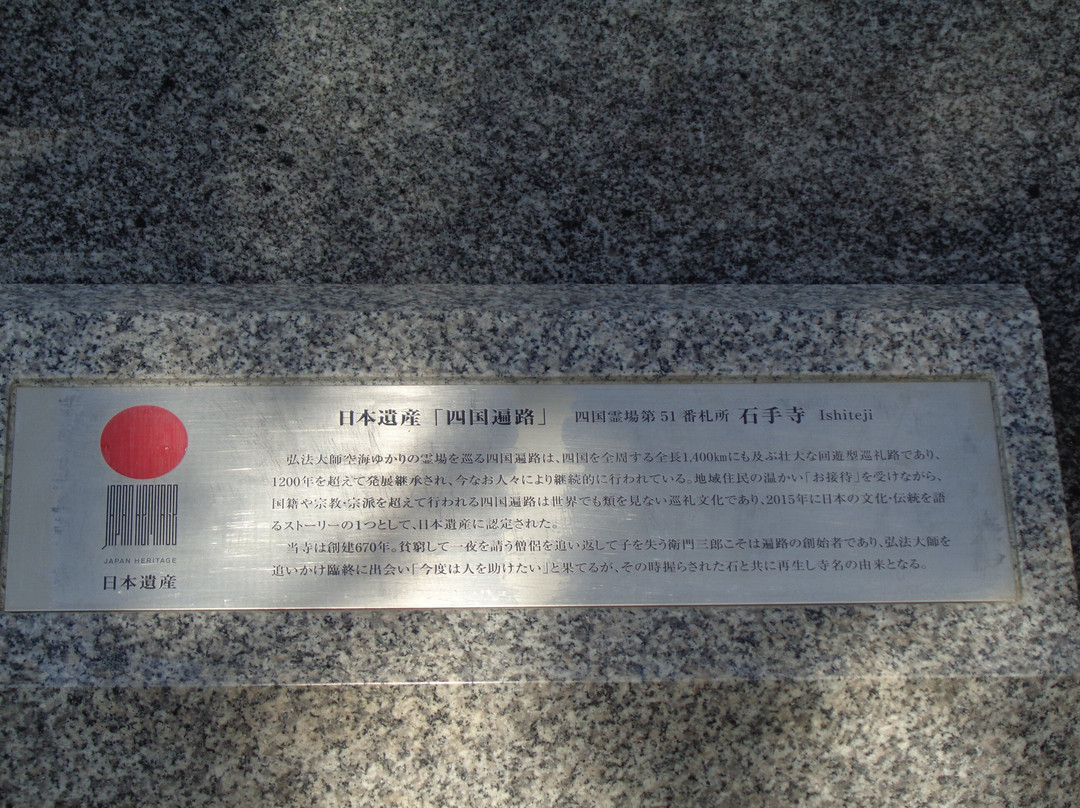 日本遺産「四国遍路」 四国霊場第51番札所 石手寺 Ishiteji
弘法大師空海ゆかりの霊場を巡る四国遍路は、四国を全周する全長1,400kmにも及ぶ壮大な回遊型巡礼路であり、
1200年を超えて発展継承され、今なお人々により継続的に行われている。地域住民の温かい「お接待」を受けながら、
国籍や宗教・宗派を超えて行われる四国遍路は世界でも類を見ない巡礼文化であり、2015年に日本の文化・伝統を語
るストーリーの1つとして、日本遺産に認定された。
当寺は創建670年。貧窮して一夜を請う僧侶を追い返して子を失う衛門三郎こそは遍路の創始者であり、弘法大師を
追いかけ臨終に出会い「今度は人を助けたい」と果てるが、その時握らされた石と共に再生し寺名の由来となる。
JAPAN HERITAGE
JAPAN HERITAGE
日本遺産